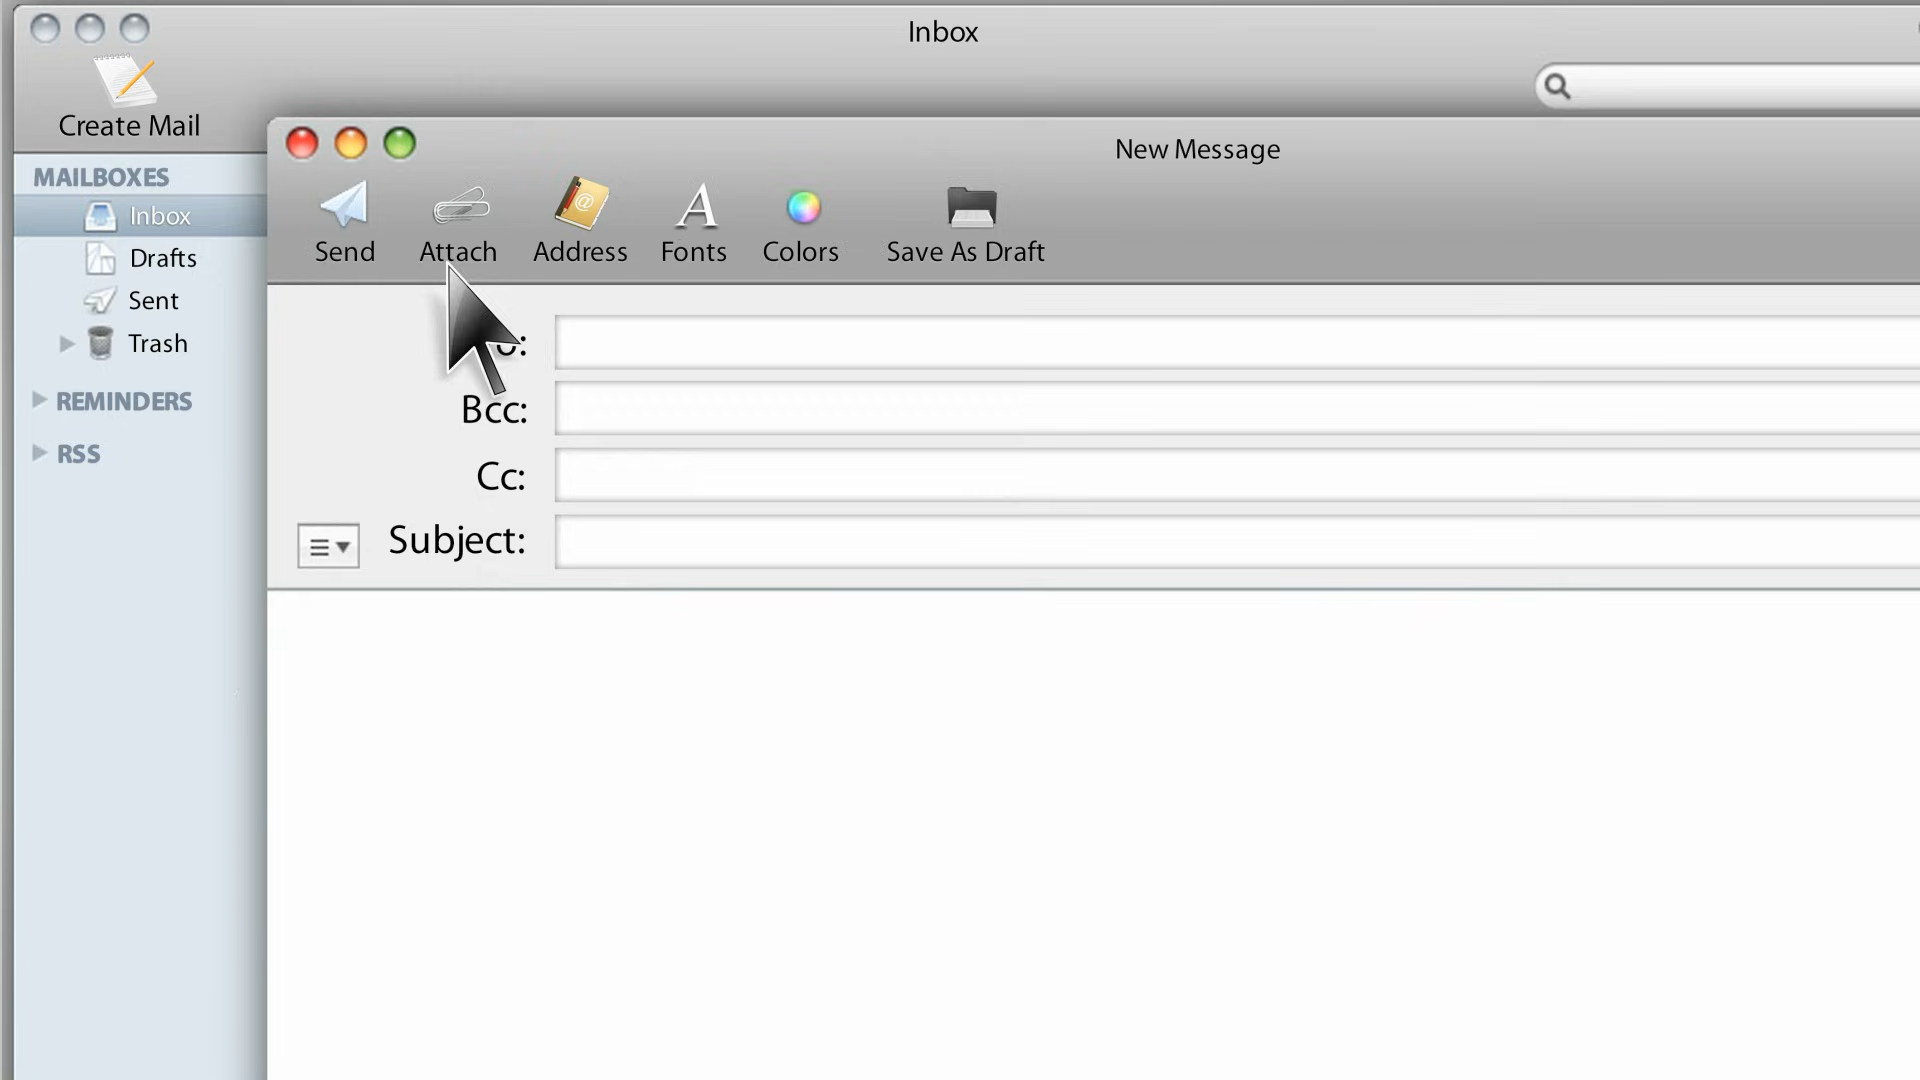 Inbox
Create Mail
New Message
MAILBOXES
Inbox
Drafts
Sent
Trash
REMINDERS
RSS
Send Attach Address Fonts Colors Save As Draft
o:
Bcc:
Cc:
Subject: